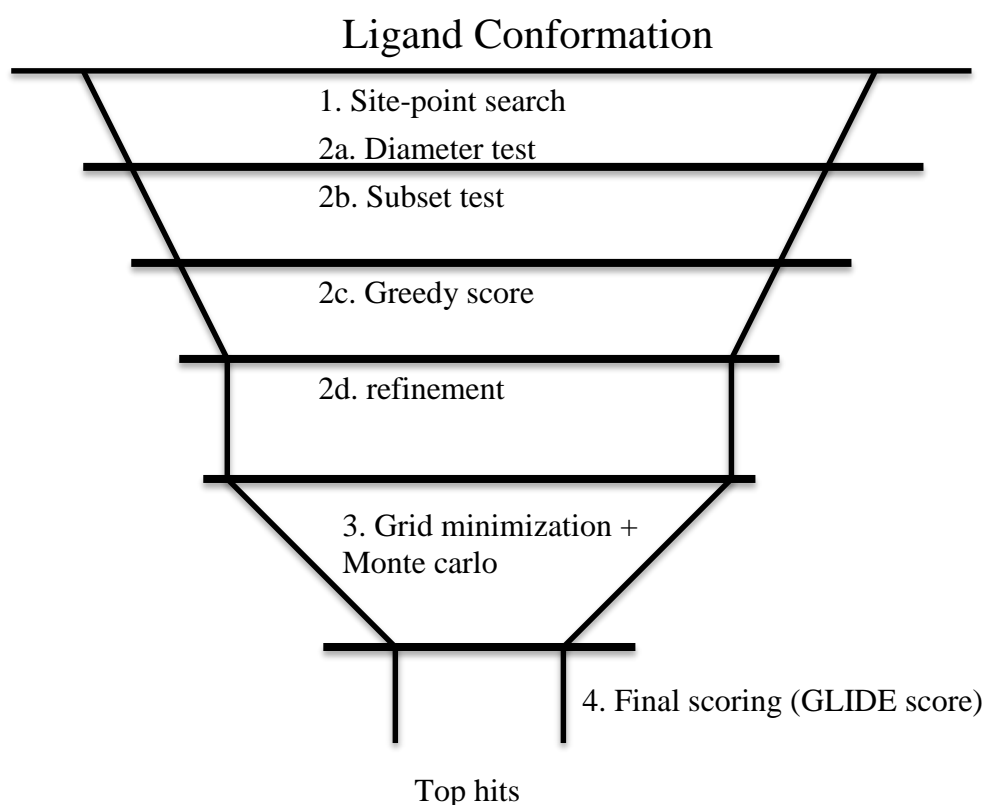 Ligand Conformation
1. Site-point search
2a. Diameter test
2b. Subset test
2c. Greedy score
2d. refinement
3. Grid minimization +
Monte carlo
4. Final scoring (GLIDE score)
Top hits